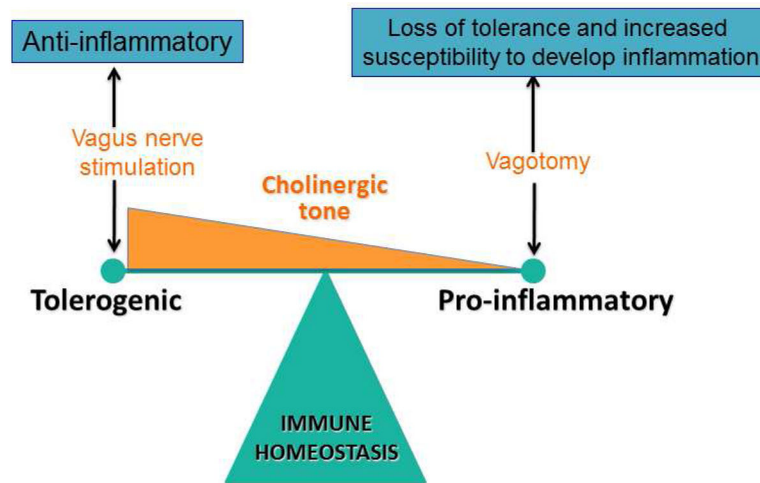 Anti-inflammatory
Loss of tolerance and increased
susceptibility to develop inflammation
Vagus nerve
stimulation
Vagotomy
Cholinergic
tone
Tolerogenic
Pro-inflammatory
IMMUNE
HOMEOSTASIS